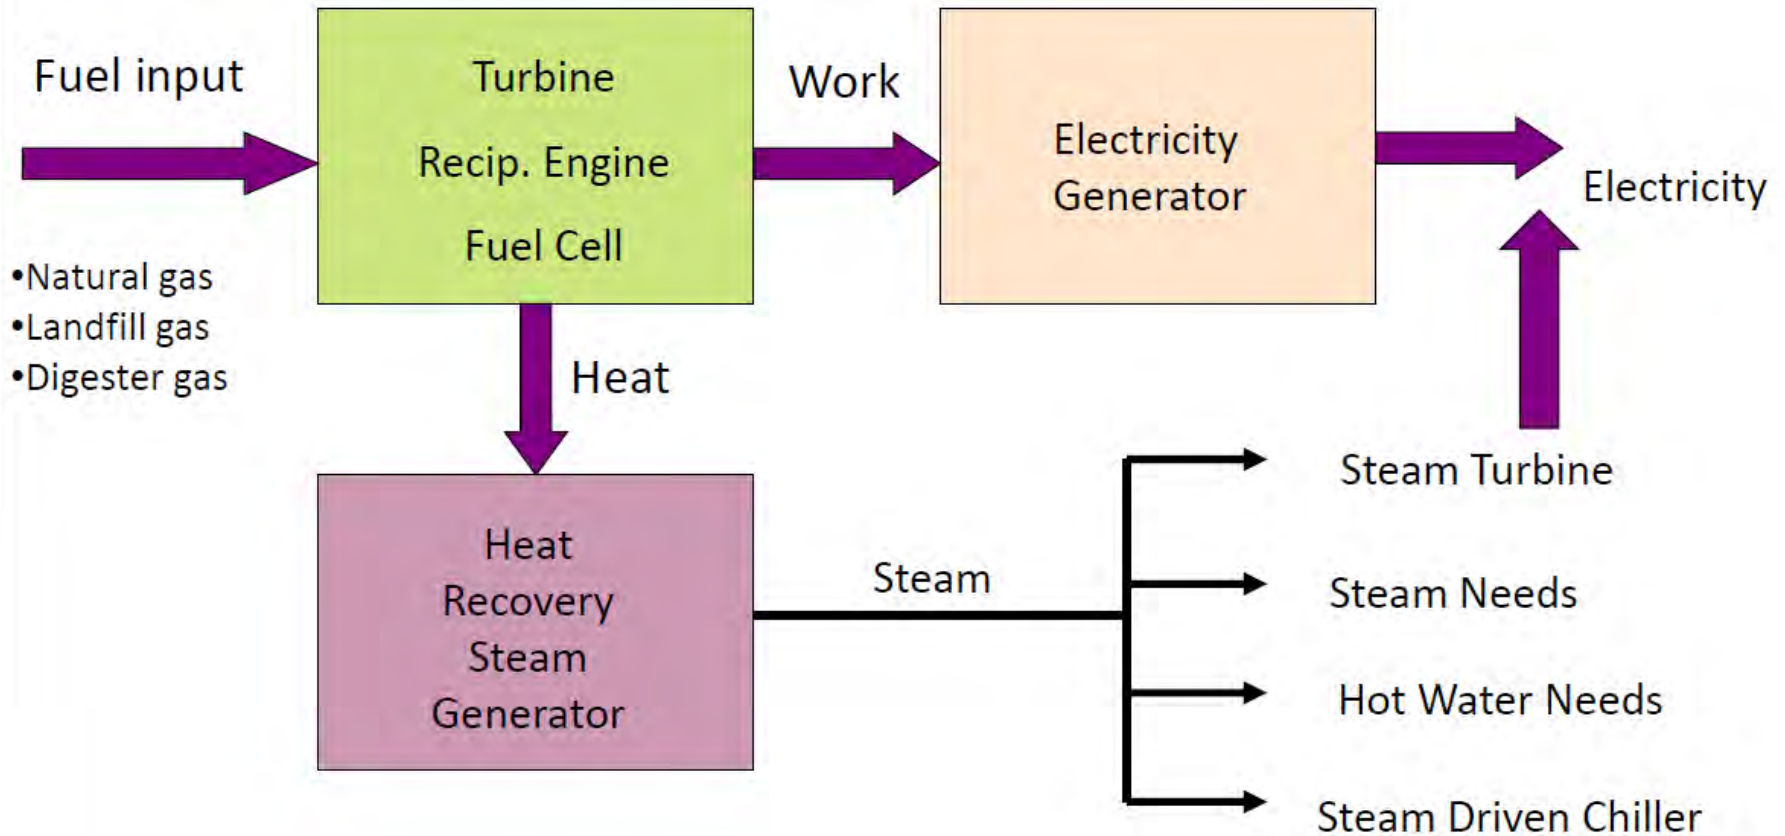 Fuel input
•Natural gas
•Landfill gas
•Digester gas
Turbine
Recip. Engine
Fuel Cell
Work
Electricity
Generator
Electricity
Heat
Heat
Recovery
Steam
Generator
Steam
Steam Turbine
Steam Needs
Hot Water Needs
Steam Driven Chiller